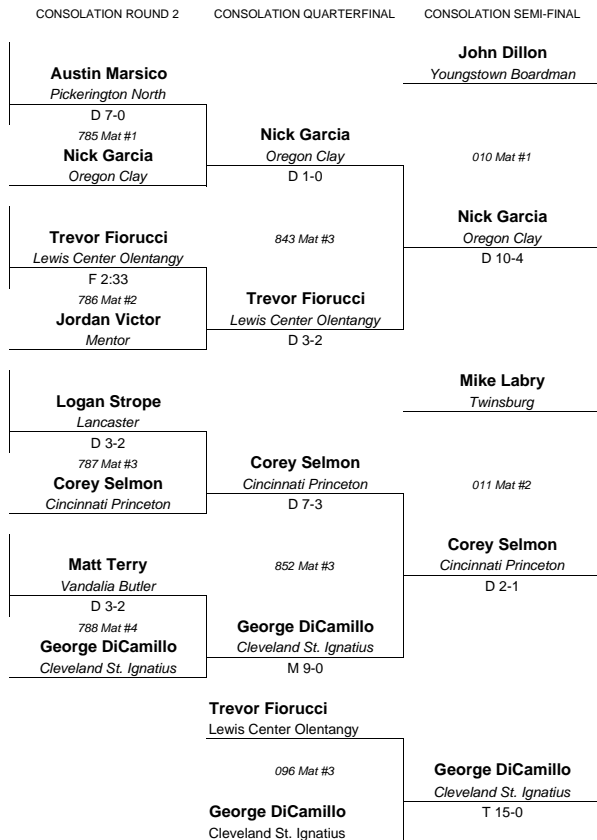 CONSOLATION ROUND 2
CONSOLATION QUARTERFINAL
CONSOLATION SEMI-FINAL
John Dillon
Youngstown Boardman
Austin Marsico
Pickerington North
D 7-0
785 Mat #1
Nick Garcia
Oregon Clay
Nick Garcia
Oregon Clay
D 1-0
010 Mat #1
Nick Garcia
Oregon Clay
D 10-4
Trevor Fiorucci
Lewis Center Olentangy
F 2:33
786 Mat #2
Jordan Victor
Mentor
843 Mat #3
Trevor Fiorucci
Lewis Center Olentangy
D 3-2
Mike Labry
Twinsburg
Logan Strope
Lancaster
D 3-2
787 Mat #3
Corey Selmon
Cincinnati Princeton
Corey Selmon
Cincinnati Princeton
D 7-3
011 Mat #2
Corey Selmon
Cincinnati Princeton
D 2-1
Matt Terry
Vandalia Butler
D 3-2
788 Mat #4
George DiCamillo
Cleveland St. Ignatius
852 Mat #3
George DiCamillo
Cleveland St. Ignatius
M 9-0
Trevor Fiorucci
Lewis Center Olentangy
096 Mat #3
George DiCamillo
Cleveland St. Ignatius
George DiCamillo
Cleveland St. Ignatius
T 15-0